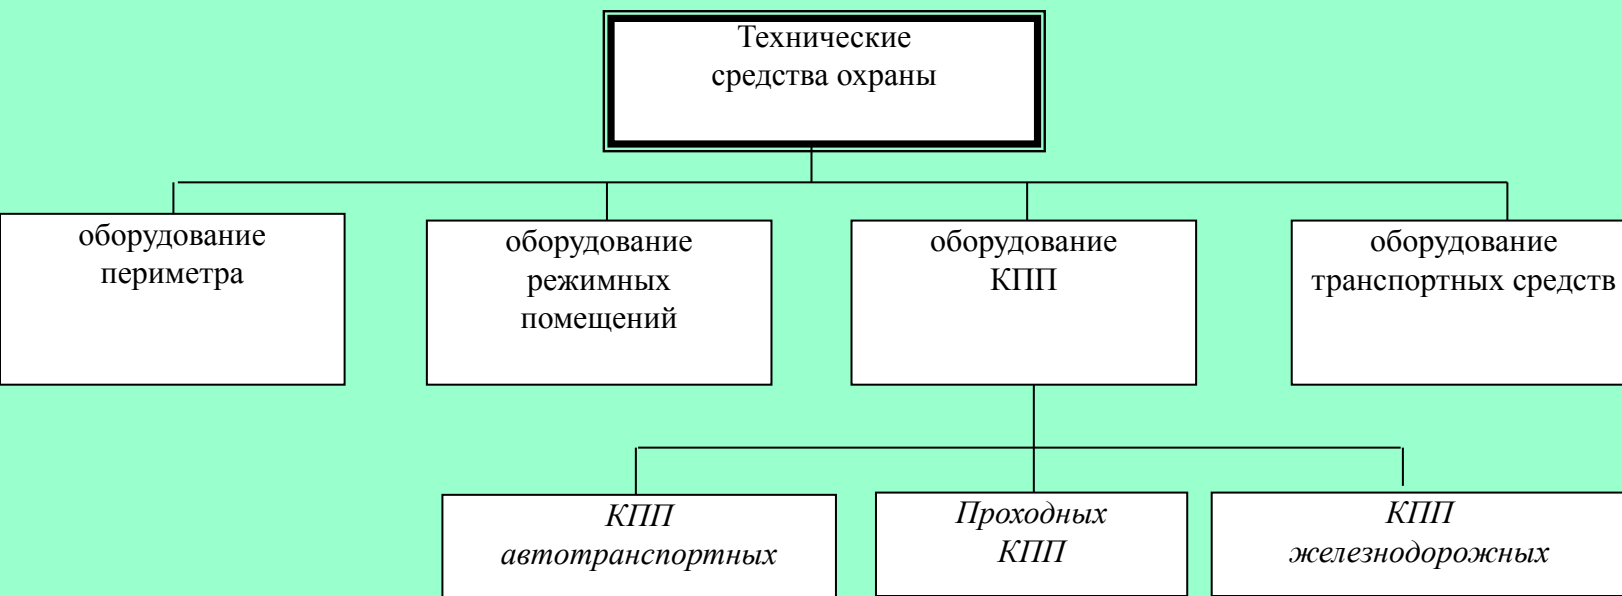 Технические
средства охраны
оборудование
периметра
оборудование
режимных
помещений
оборудование
КПП
оборудование
транспортных средств
КПП
автотранспортных
Проходных
КПП
КПП
железнодорожных